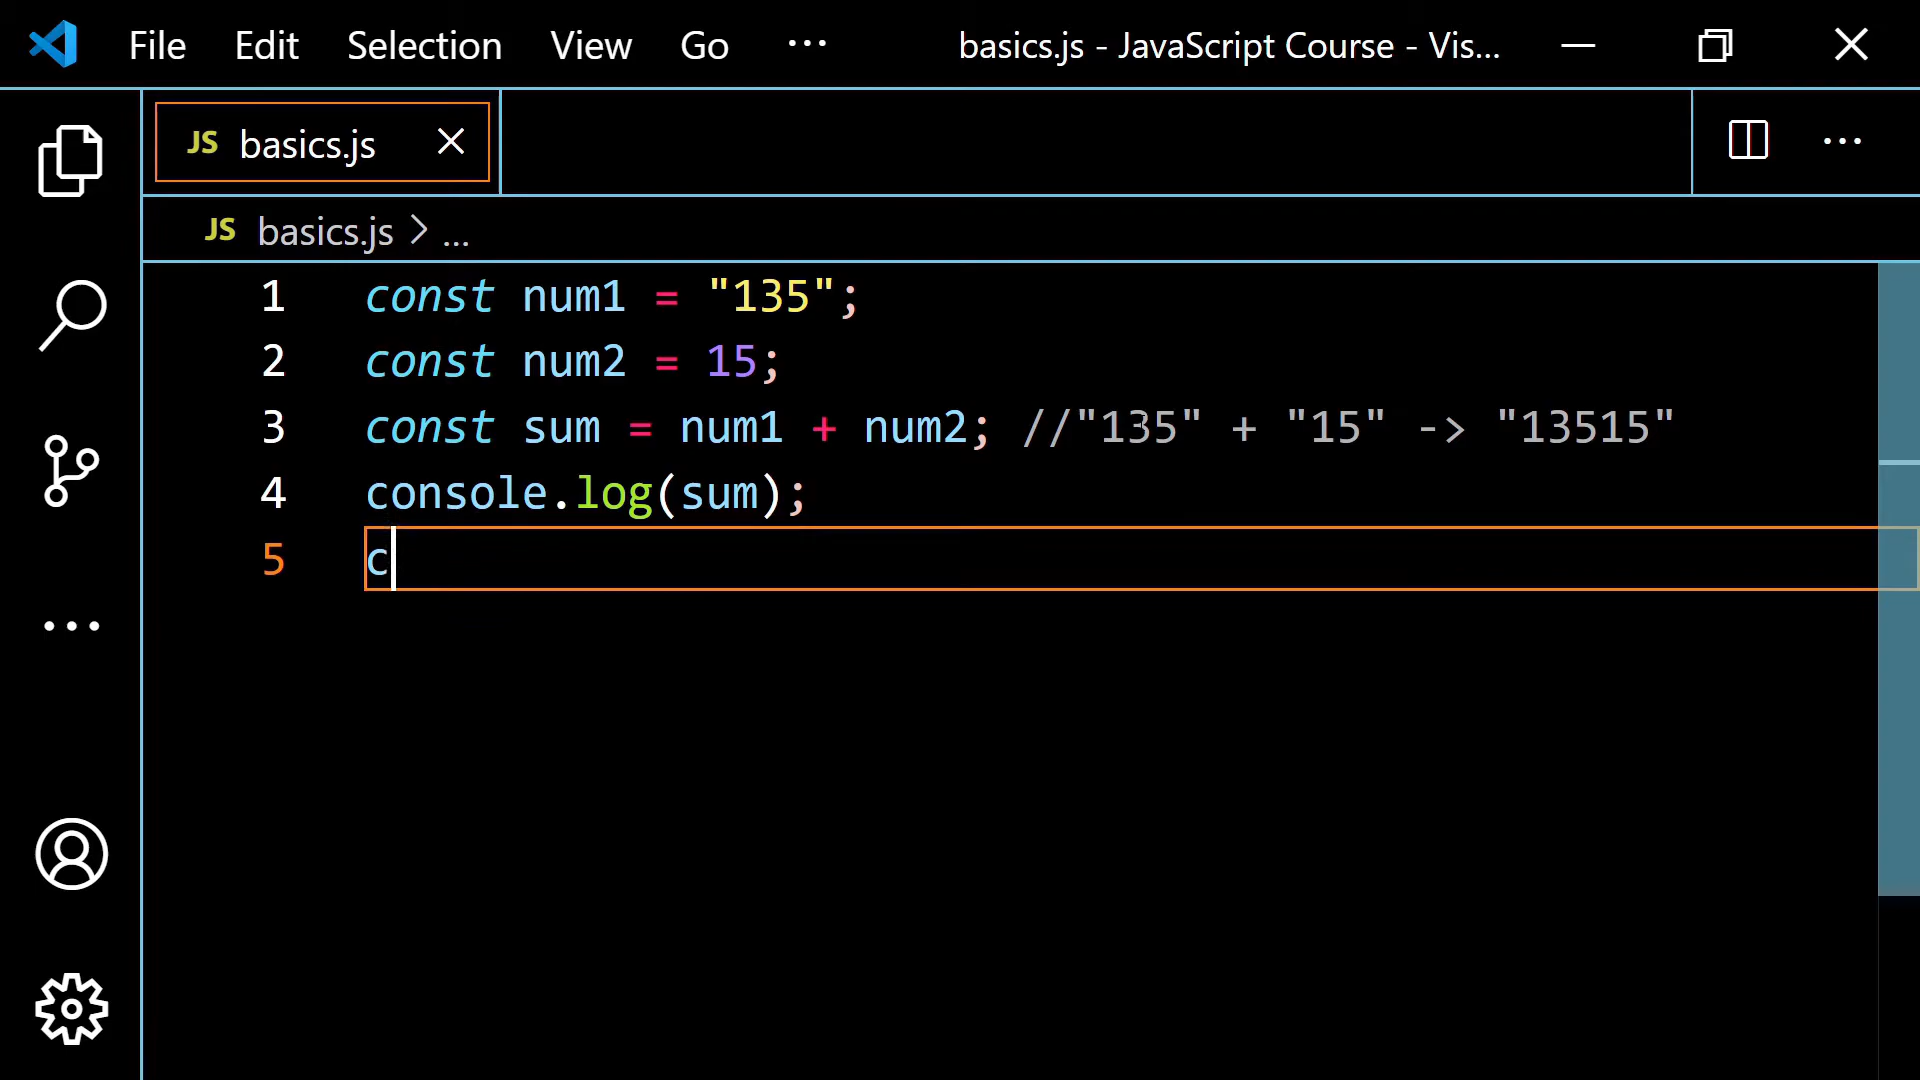 File Edit Selection View Go ··· basics.js - JavaScript Course - Vis...
JS basics.js
JS basics.js > ...
1 const num1 = "135";
2 const num2 = 15;
3 const sum = num1 + num2; //"135" + "15" -> "13515"
4 console.log(sum);
5 c